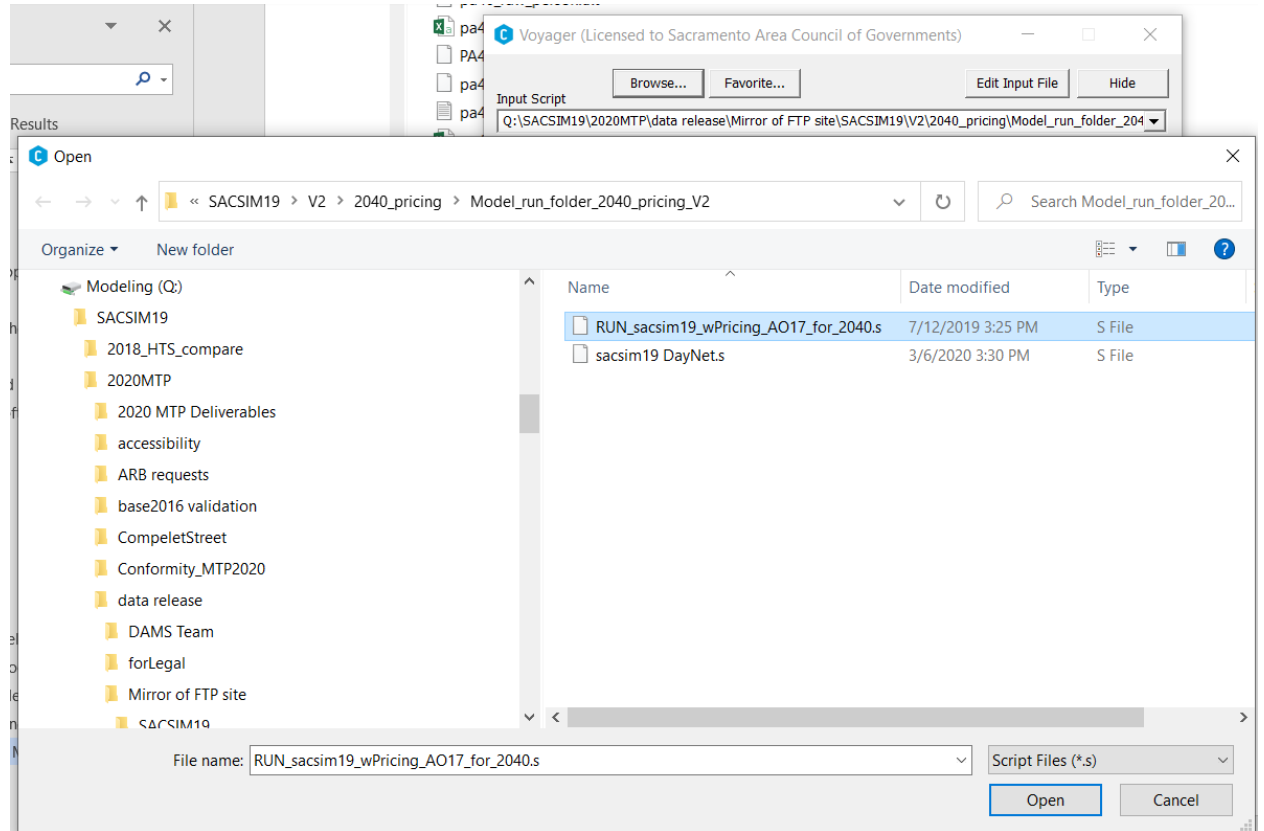 pa4
Voyager (Licensed to Sacramento Area Council of Governments)
PA4
pa4
Browse...
Favorite...
Edit Input File
Hide
Input Script
pa4
Q:\SACSIM19\2020MTP\data release\Mirror of FTP site\SACSIM19\V2\2040_pricing\Model_run_folder_204
Results
Open
« SACSIM19 > V2 > 2040_pricing > Model_run_folder_2040_pricing_V2
Search Model_run_folder_20...
Organize
New folder
Modeling (Q:)
Name
Date modified
Type
SACSIM19
RUN_sacsim19_wPricing_AO17_for_2040.s 7/12/2019 3:25 PM S File
2018_HTS_compare
sacsim19 DayNet.s 3/6/2020 3:30 PM S File
2020MTP
2020 MTP Deliverables
accessibility
ARB requests
base2016 validation
CompeletStreet
Conformity_MTP2020
data release
DAMS Team
forLegal
Mirror of FTP site
SACSIM19
File name: RUN_sacsim19_wPricing_AO17_for_2040.s
Script Files (*.s)
Open
Cancel